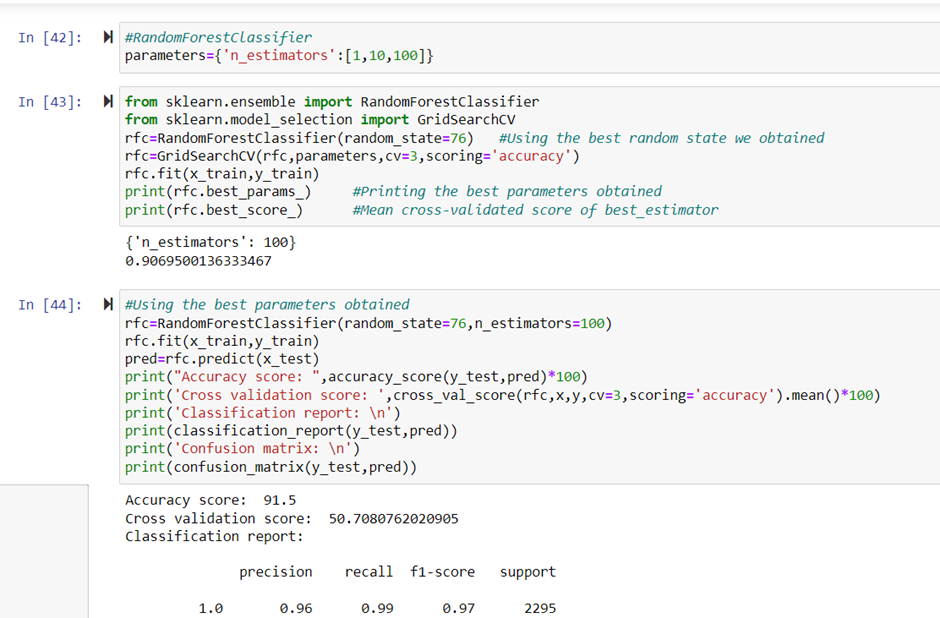 In [42]:
#RandomForestClassifier
parameters={'n_estimators':[1,10,100]}
In [43]:
from sklearn.ensemble import RandomForestClassifier
from sklearn.model_selection import GridSearchCV
rfc=RandomForestClassifier(random_state=76)   #Using the best random state we obtained
rfc=GridSearchCV(rfc,parameters,cv=3,scoring='accuracy')
rfc.fit(x_train,y_train)
print(rfc.best_params_)     #Printing the best parameters obtained
print(rfc.best_score_)      #Mean cross-validated score of best_estimator
{'n_estimators': 100}
0.9069500136333467
In [44]:
#Using the best parameters obtained
rfc=RandomForestClassifier(random_state=76,n_estimators=100)
rfc.fit(x_train,y_train)
pred=rfc.predict(x_test)
print("Accuracy score: ",accuracy_score(y_test,pred)*100)
print('Cross validation score: ',cross_val_score(rfc,x,y,cv=3,scoring='accuracy').mean()*100)
print('Classification report: \n')
print(classification_report(y_test,pred))
print('Confusion matrix: \n')
print(confusion_matrix(y_test,pred))
Accuracy score:  91.5
Cross validation score:  50.7080762020905
Classification report:
precision    recall  f1-score   support
1.0       0.96      0.99      0.97      2295